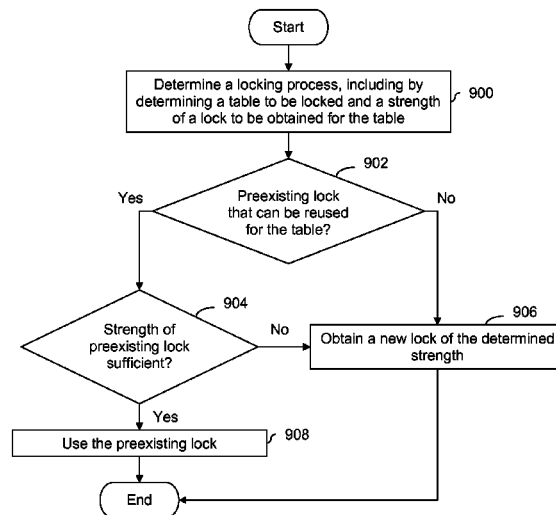 Start
Determine a locking process, including by
determining a table to be locked and a strength
of a lock to be obtained for the table
900
902
Yes
Preexisting lock
that can be reused
for the table?
No
904
Strength of
preexisting lock
sufficient?
No
906
Obtain a new lock of the determined
strength
Yes
Use the preexisting lock
908
End